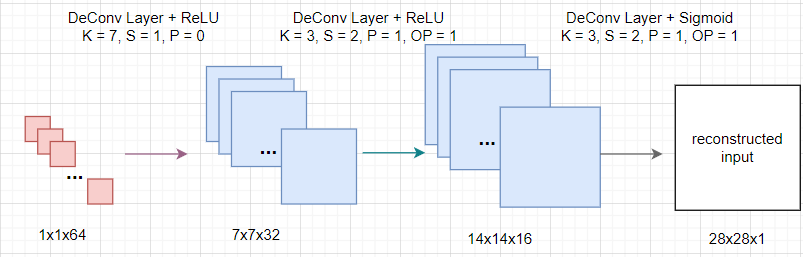 DeConv Layer + ReLU
K = 7, S = 1, P = 0
DeConv Layer + ReLU
K = 3, S = 2, P = 1, OP = 1
DeConv Layer + Sigmoid
K = 3, S = 2, P = 1, OP = 1
...
...
...
reconstructed
input
1x1x64
7x7x32
14x14x16
28x28x1